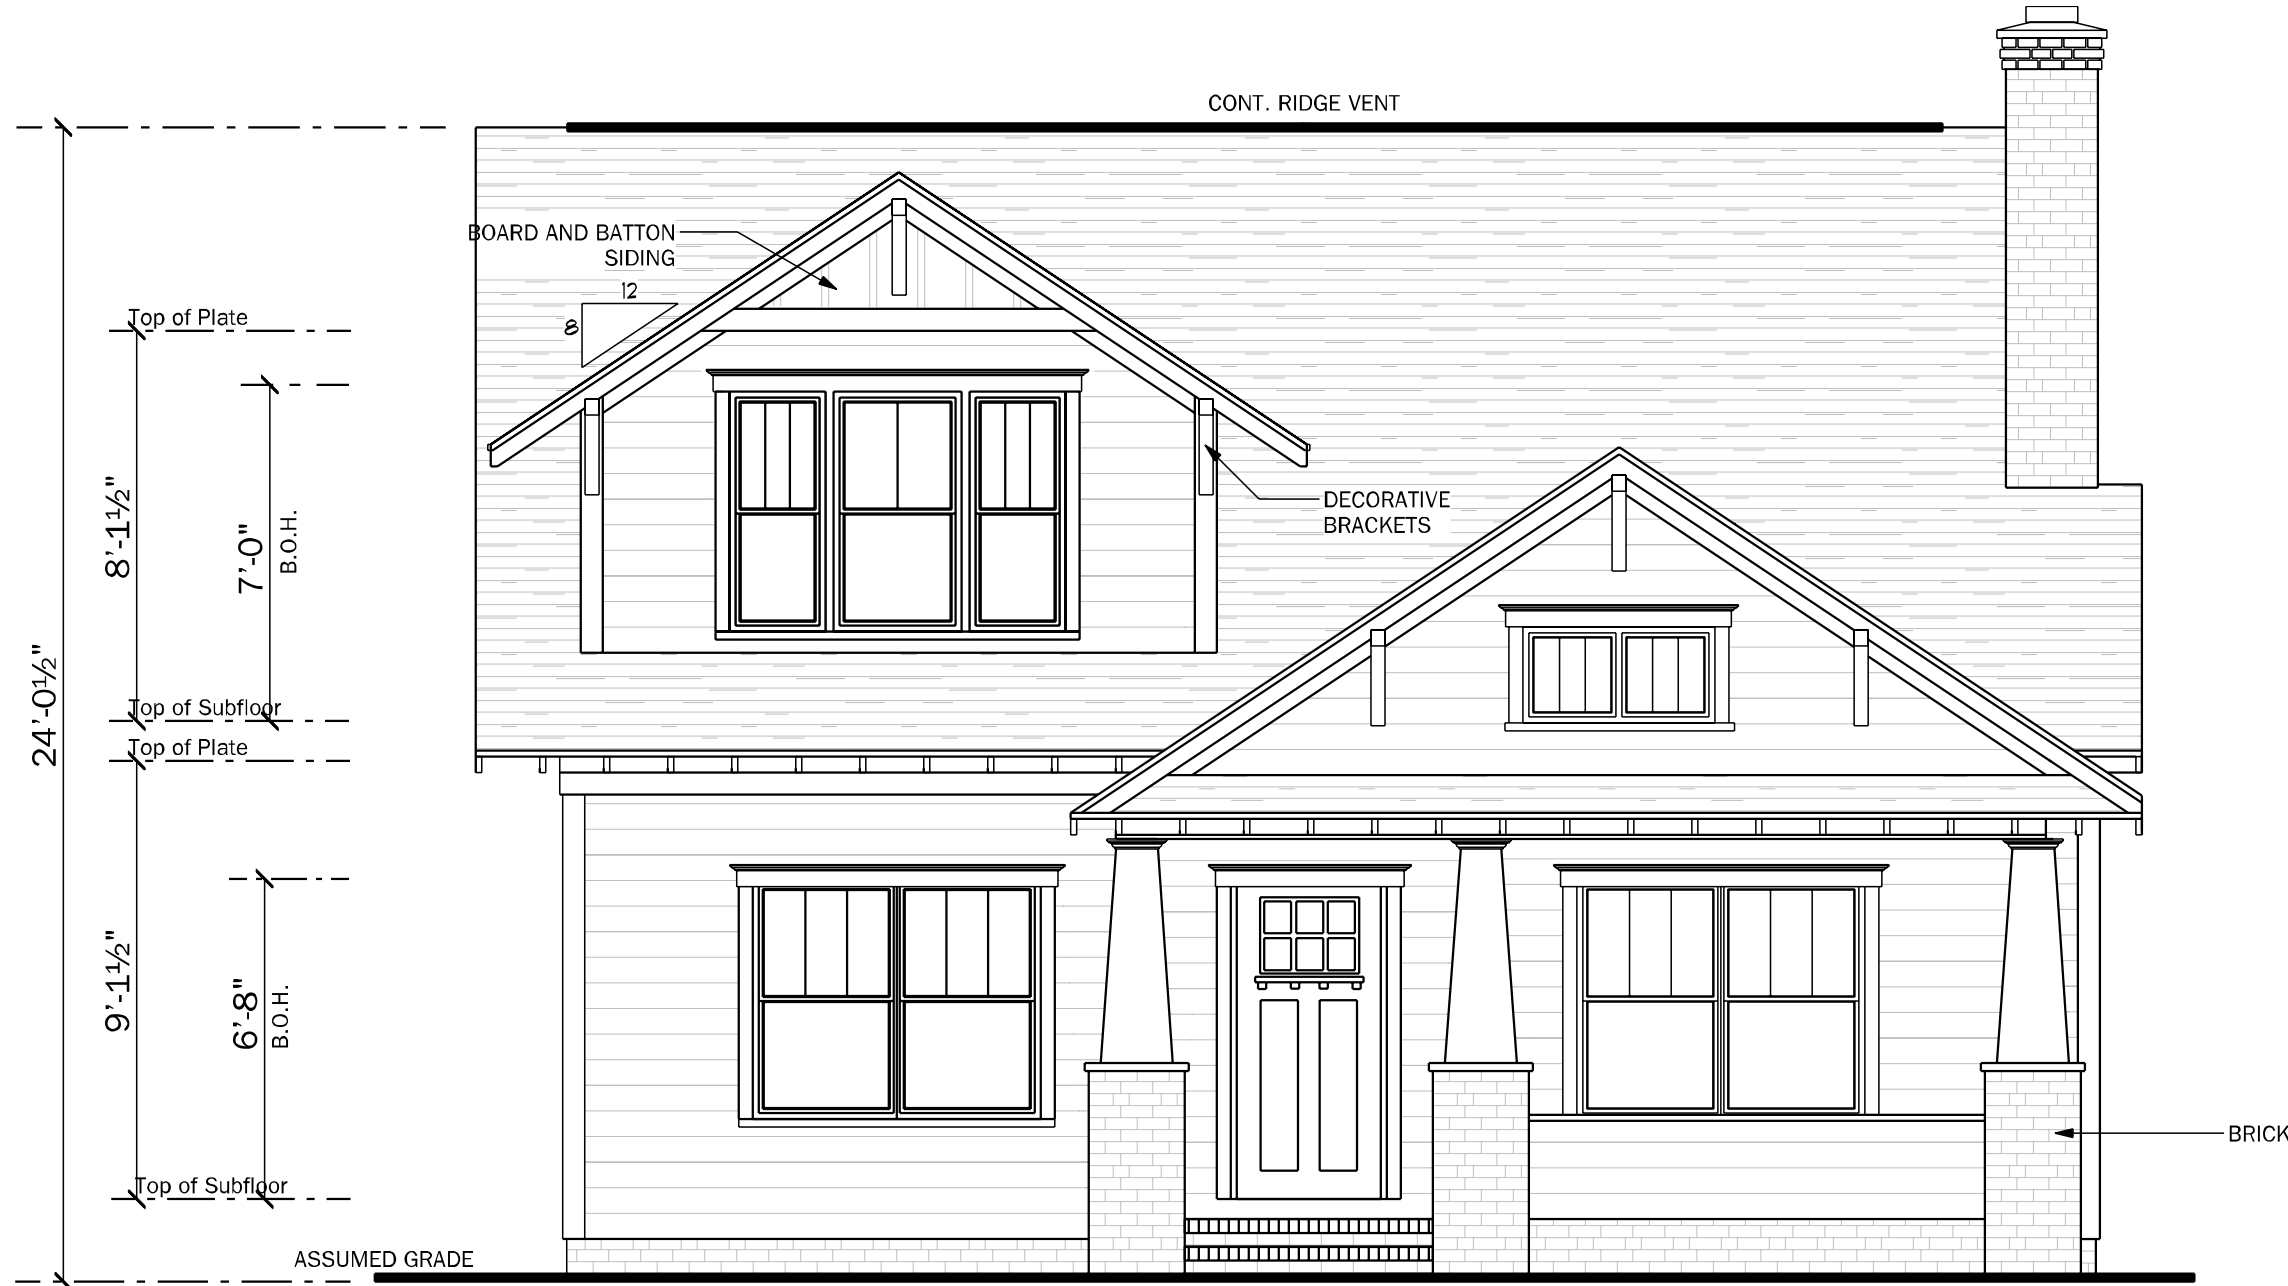 CONT. RIDGE VENT
BOARD AND BATTON
SIDING
12
8
Top of Plate
8'-1½"
7'-0"
B.O.H.
DECORATIVE
BRACKETS
24'-0½"
Top of Subfloor
Top of Plate
9'-1½"
6'-8"
B.O.H.
BRICK
Top of Subfloor
ASSUMED GRADE